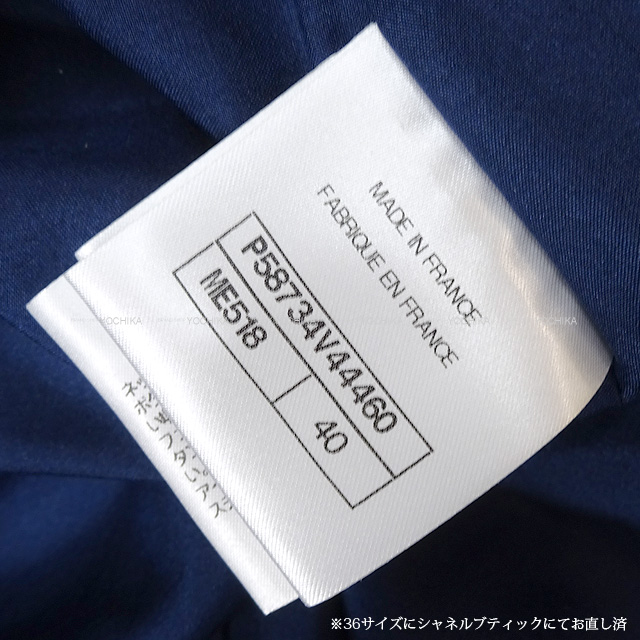 MADE IN FRANCE
FABRIQUE EN FRANCE
P58734V44460
ME518
40
YOCHIKA
※36サイズにシャネルブティックにてお直し済